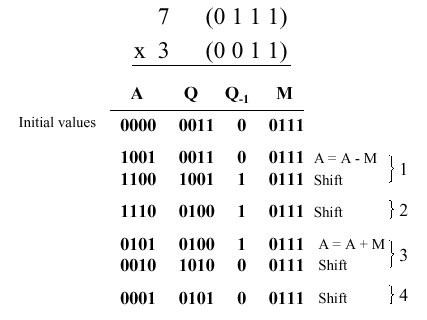 7 (0 1 1 1)
x 3 (0 0 1 1)
A Q Q-1 M
Initial values 0000 0011 0 0111
1001 0011 0 0111 A = A - M
1100 1001 1 0111 Shift } 1
1110 0100 1 0111 Shift } 2
0101 0100 1 0111 A = A + M
0010 1010 0 0111 Shift } 3
0001 0101 0 0111 Shift } 4